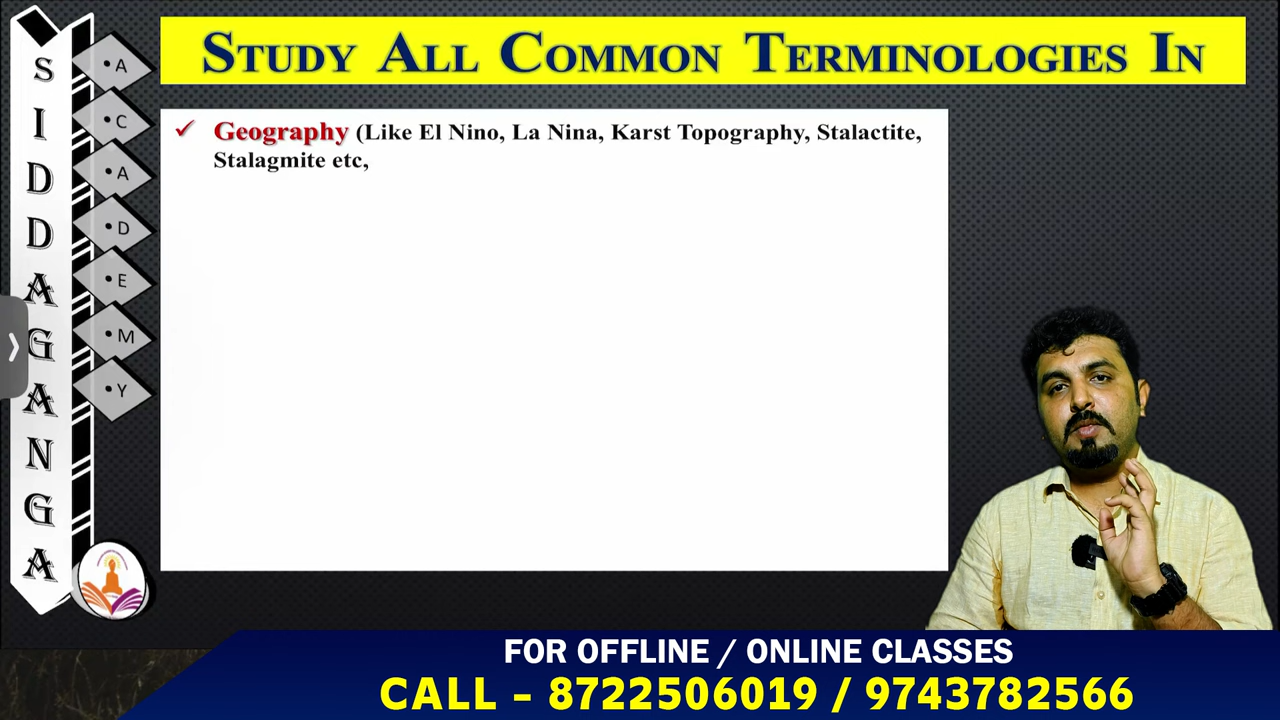 STUDY ALL COMMON TERMINOLOGIES IN
SIDDAGANGA
• A
• C
• A
• D
• E
• M
• Y
✓ Geography (Like El Nino, La Nina, Karst Topography, Stalactite,
Stalagmite etc,
FOR OFFLINE / ONLINE CLASSES
CALL – 8722506019 / 9743782566